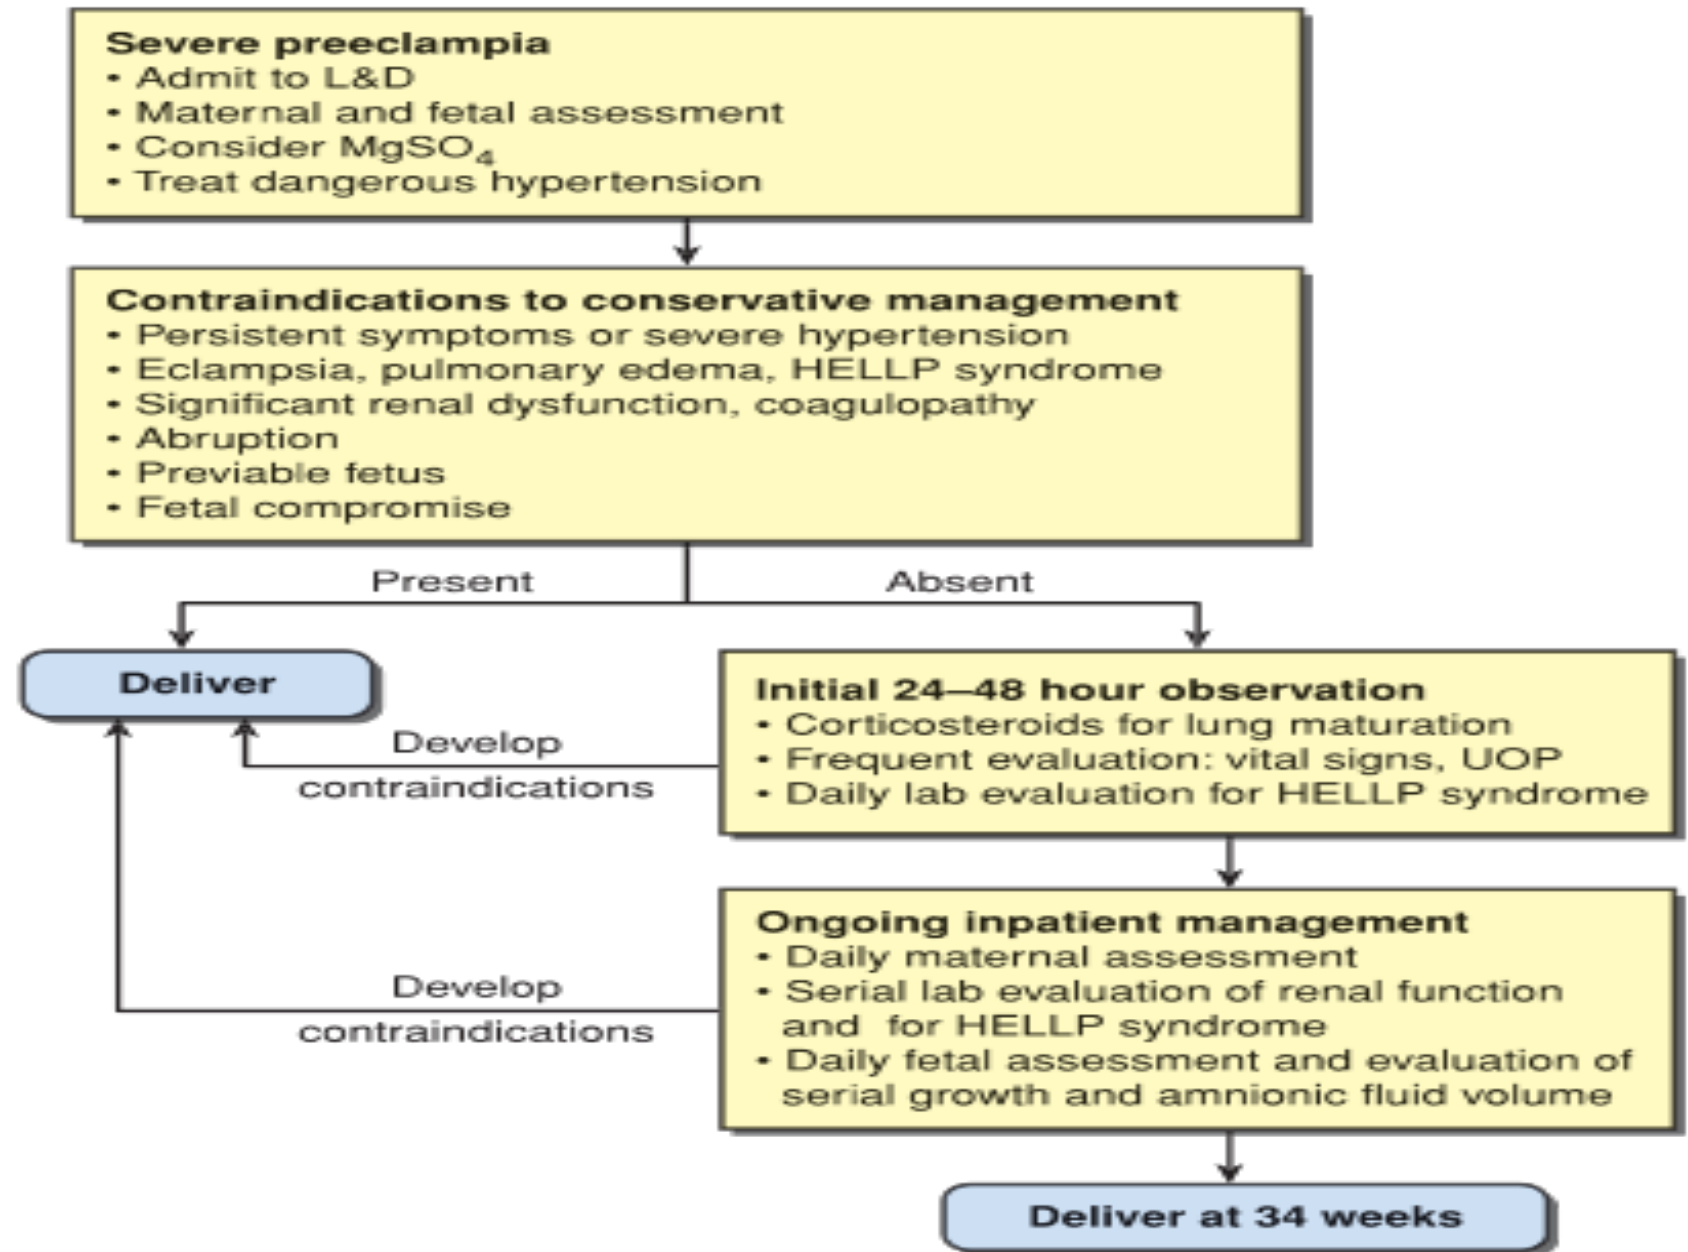 Severe preeclampia
• Admit to L&D
• Maternal and fetal assessment
• Consider MgSO₄
• Treat dangerous hypertension
Contraindications to conservative management
• Persistent symptoms or severe hypertension
• Eclampsia, pulmonary edema, HELLP syndrome
• Significant renal dysfunction, coagulopathy
• Abruption
• Previable fetus
• Fetal compromise
Present
Absent
Deliver
Initial 24–48 hour observation
• Corticosteroids for lung maturation
• Frequent evaluation: vital signs, UOP
• Daily lab evaluation for HELLP syndrome
Develop
contraindications
Ongoing inpatient management
• Daily maternal assessment
• Serial lab evaluation of renal function
and for HELLP syndrome
• Daily fetal assessment and evaluation of
serial growth and amnionic fluid volume
Develop
contraindications
Deliver at 34 weeks